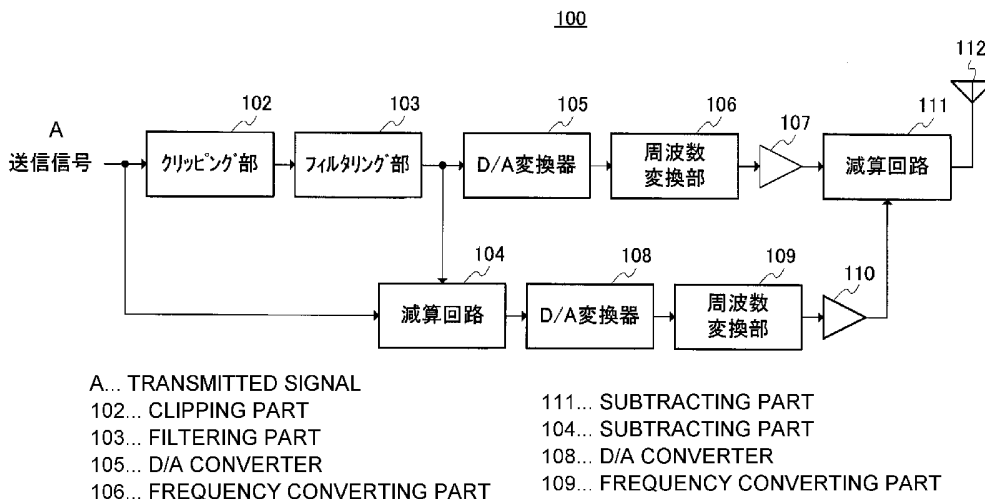 100
112
102
103
105
106
107
111
A
送信信号
クリッピング部
フィルタリング部
D/A変換器
周波数
変換部
減算回路
104
108
109
110
減算回路
D/A変換器
周波数
変換部
A... TRANSMITTED SIGNAL
102... CLIPPING PART
103... FILTERING PART
105... D/A CONVERTER
106... FREQUENCY CONVERTING PART
111... SUBTRACTING PART
104... SUBTRACTING PART
108... D/A CONVERTER
109... FREQUENCY CONVERTING PART